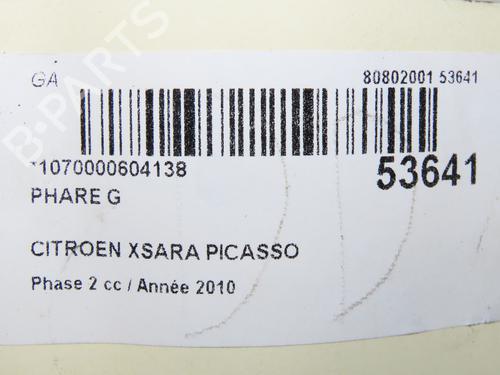 GA 80802001 53641
*1070000604138 53641
PHARE G
CITROEN XSARA PICASSO
Phase 2 cc / Année 2010
B-PARTS